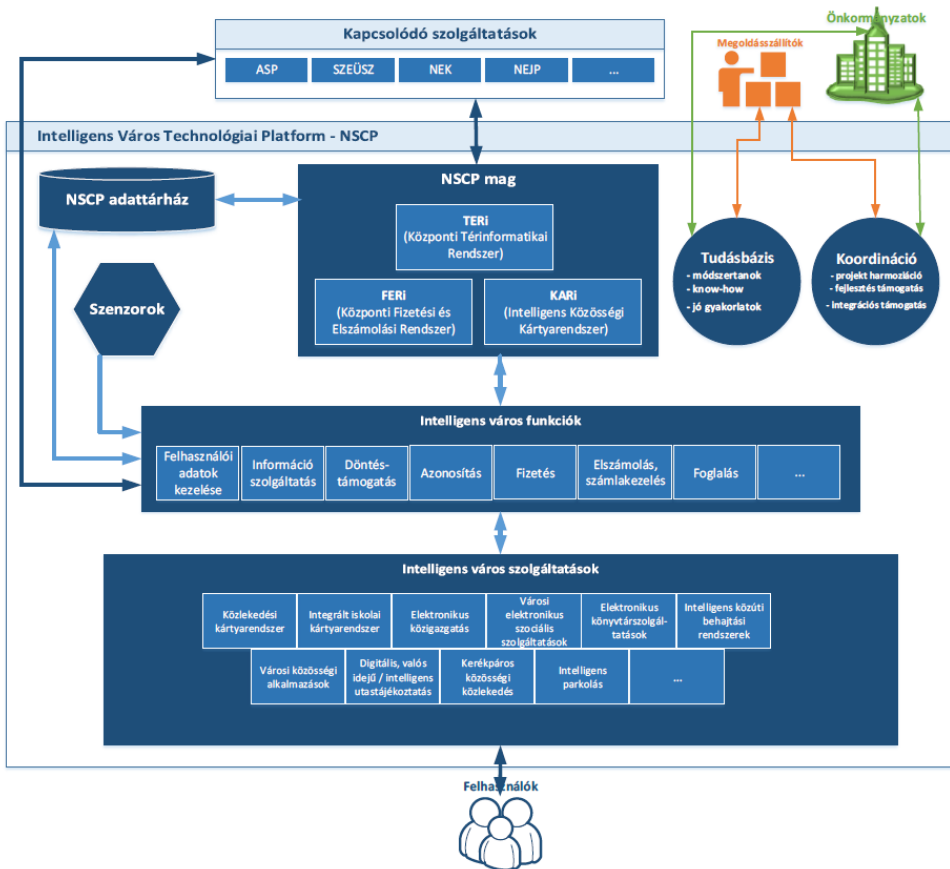 Kapcsolódó szolgáltatások
ASP
SZEÜSZ
NEK
NEJP
...
Megoldásszállítók
Önkormányzatok
Intelligens Város Technológiai Platform - NSCP
NSCP adattárház
Szenzorok
NSCP mag
TERi
(Központi Térinformatikai
Rendszer)
FERi
(Központi Fizetési és
Elszámolási Rendszer)
KARi
(Intelligens Közösségi
Kártyarendszer)
Tudásbázis
- módszertanok
- know-how
- jó gyakorlatok
Koordináció
- projekt harmoziáció
- fejlesztés támogatás
- integrációs támogatás
Intelligens város funkciók
Felhasználói
adatok
kezelése
Információ
szolgáltatás
Döntés-
támogatás
Azonosítás
Fizetés
Elszámolás,
számlakezelés
Foglalás
...
Intelligens város szolgáltatások
Közlekedési
kártyarendszer
Integrált iskolai
kártyarendszer
Elektronikus
közigazgatás
Városi
elektronikus
szociális
szolgáltatások
Elektronikus
könyvtárszolgál-
tatások
Intelligens közúti
behajtási
rendszerek
Városi közösségi
alkalmazások
Digitális, valós
idejű / intelligens
utastájékoztatás
Kerékpáros
közösségi
közlekedés
Intelligens
parkolás
...
Felhasználók